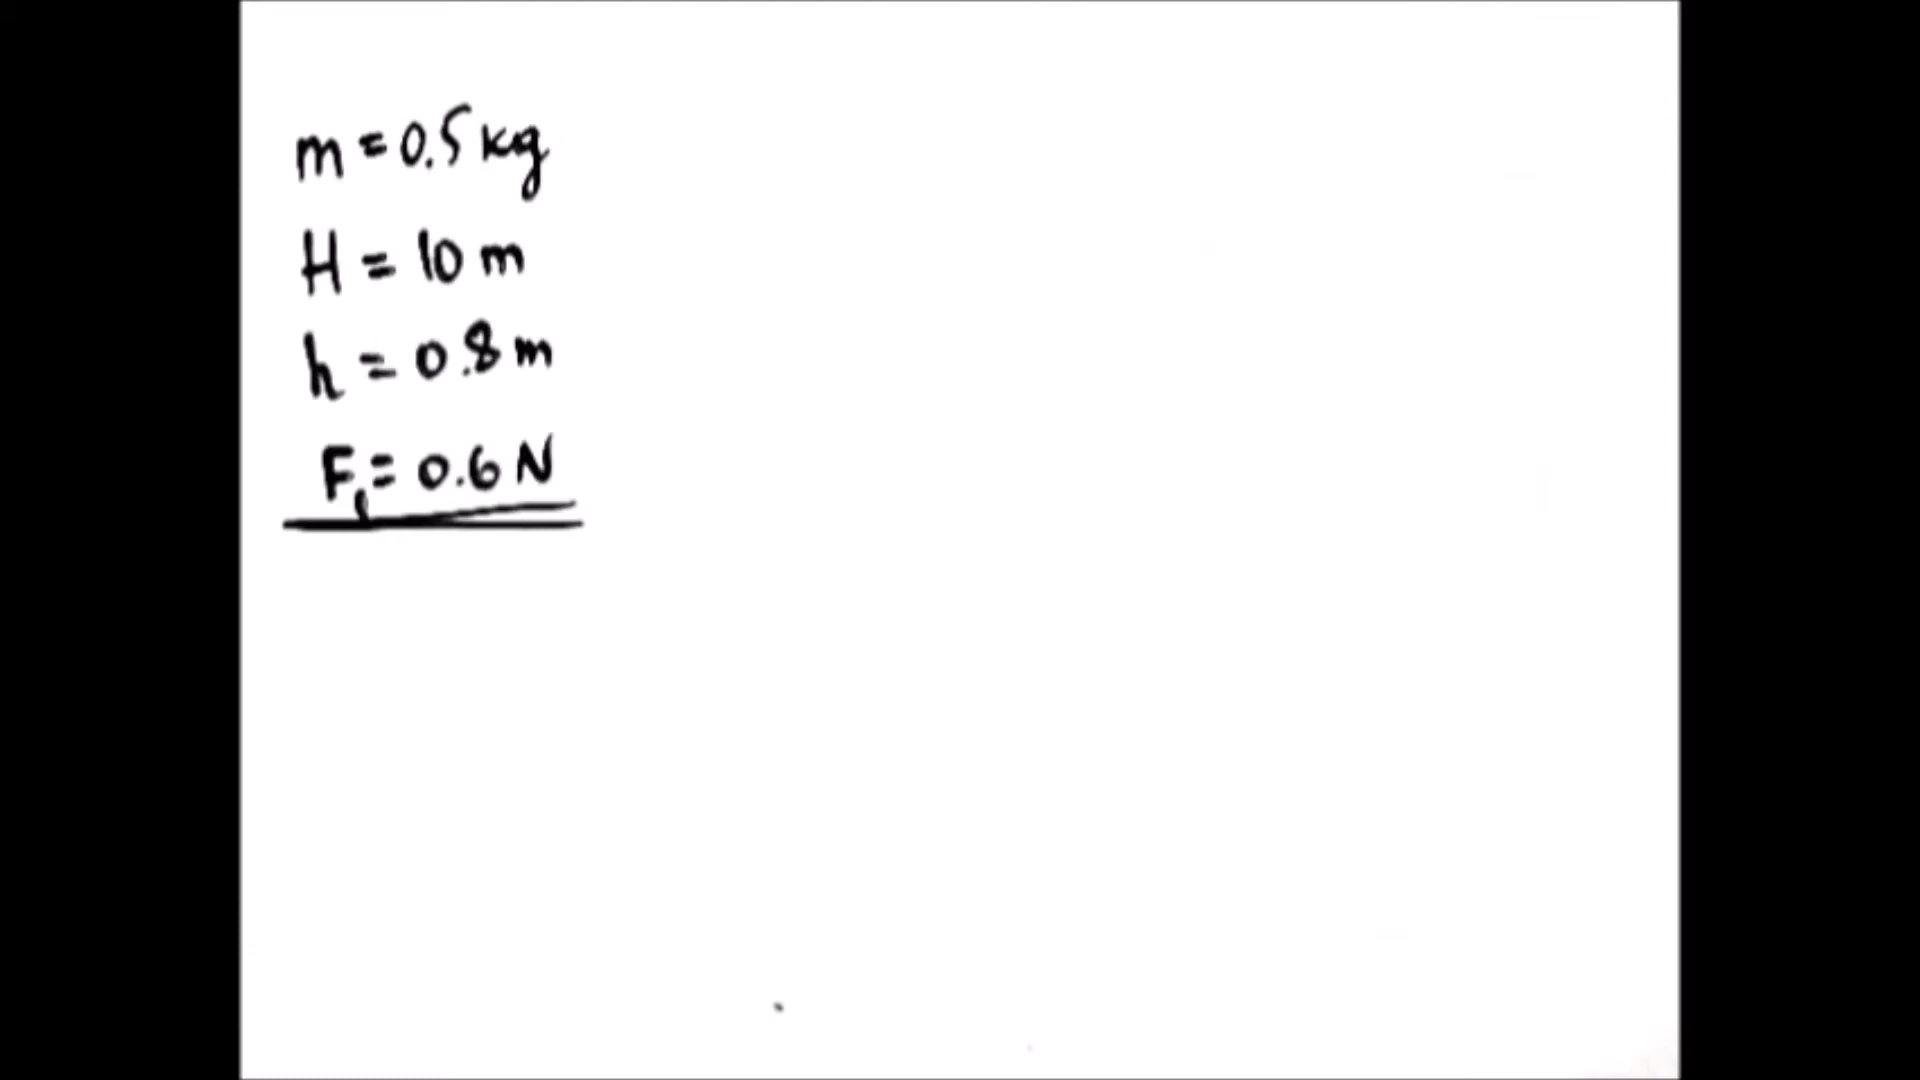 m = 0.5 kg
H = 10 m
h = 0.8 m
F₁ = 0.6 N